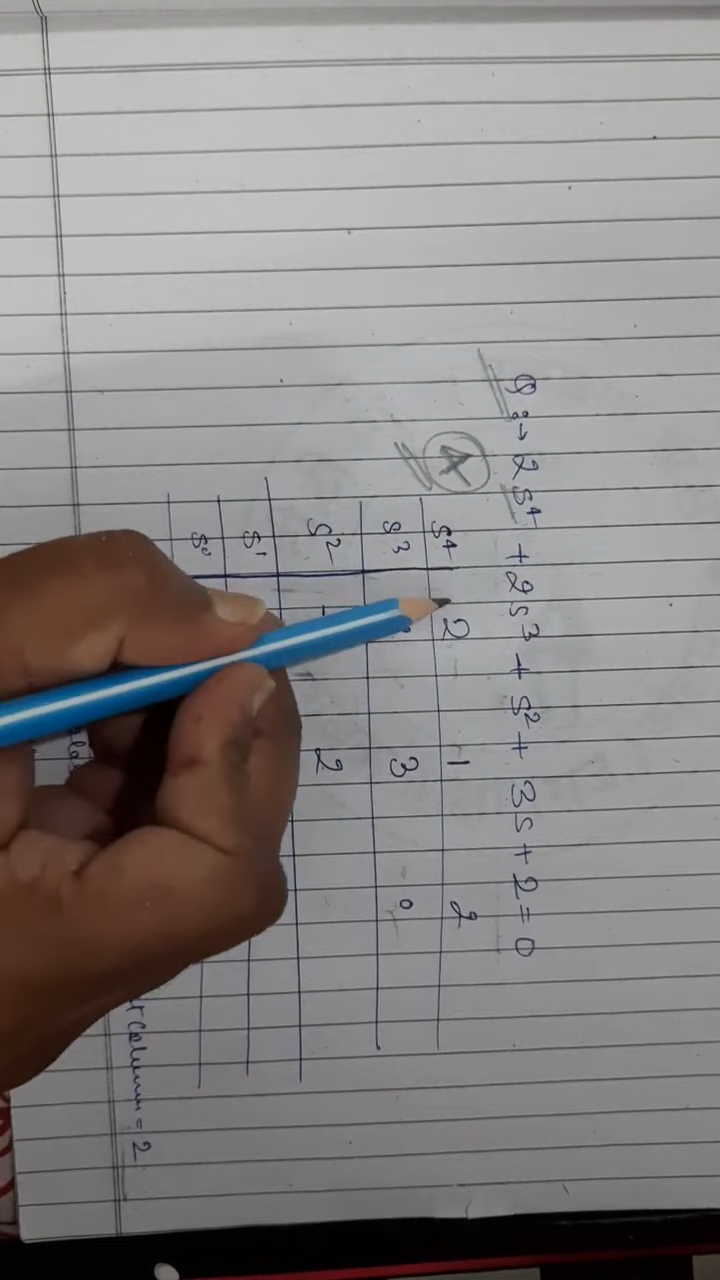 Q:→ 2s⁴ + 2s³ + s² + 3s + 2 = 0
A
s⁴ 2 1 2
s³ 3 0
s² - 2
s¹
s⁰
Column = 2